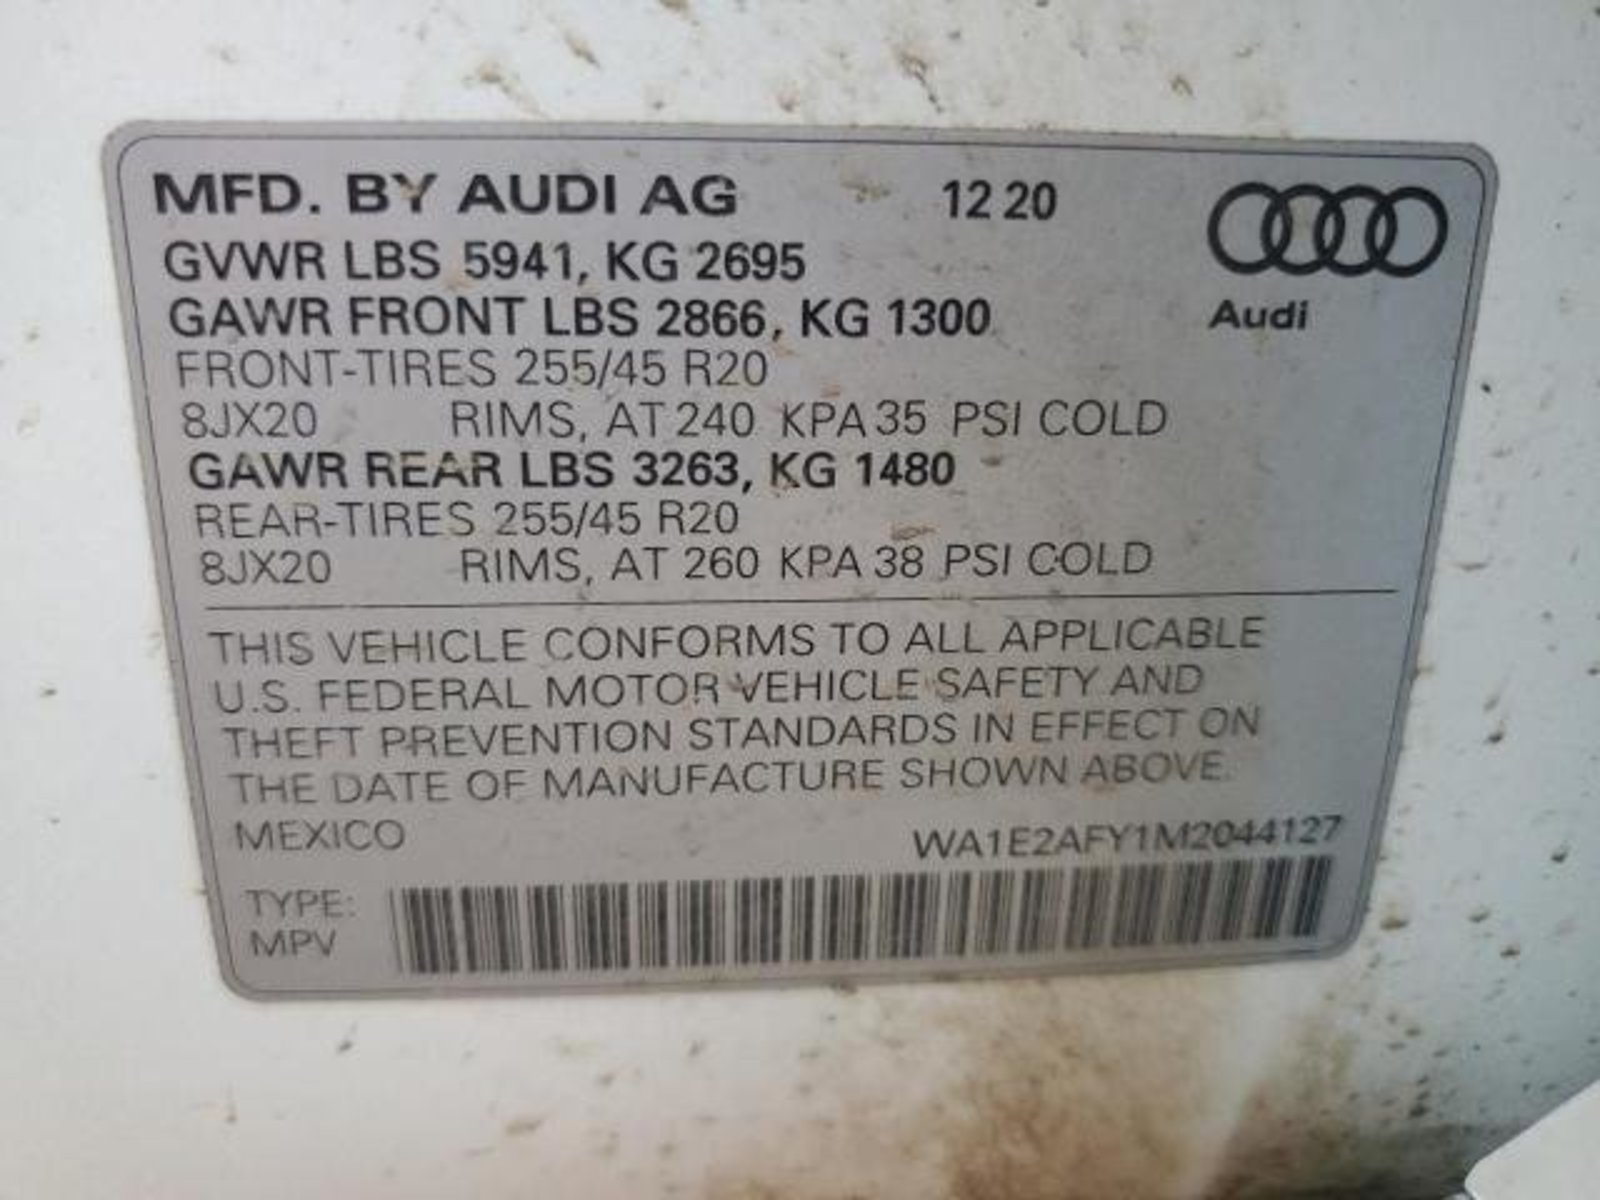 MFD. BY AUDI AG 12 20
GVWR LBS 5941, KG 2695
GAWR FRONT LBS 2866, KG 1300
Audi
FRONT-TIRES 255/45 R20
8JX20 RIMS, AT 240 KPA 35 PSI COLD
GAWR REAR LBS 3263, KG 1480
REAR-TIRES 255/45 R20
8JX20 RIMS, AT 260 KPA 38 PSI COLD
THIS VEHICLE CONFORMS TO ALL APPLICABLE
U.S. FEDERAL MOTOR VEHICLE SAFETY AND
THEFT PREVENTION STANDARDS IN EFFECT ON
THE DATE OF MANUFACTURE SHOWN ABOVE.
MEXICO WA1E2AFY1M2044127
TYPE:
MPV